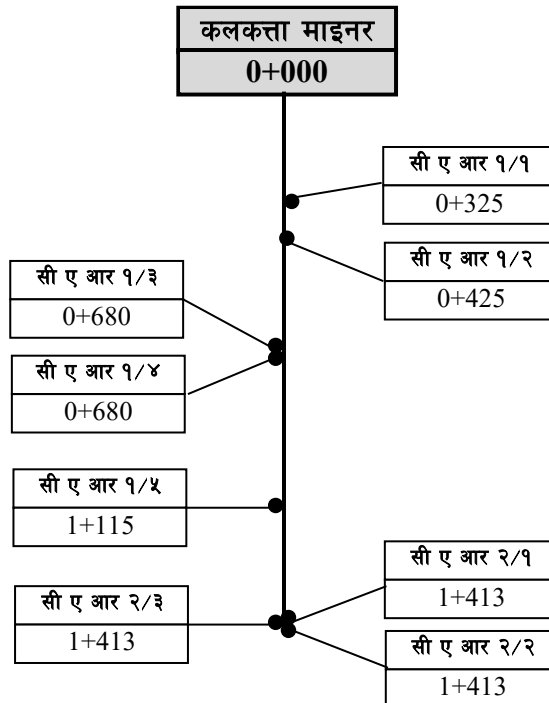 कलकत्ता माइनर
0+000
सी ए आर १/१
0+325
सी ए आर १/२
0+425
सी ए आर १/३
0+680
सी ए आर १/४
0+680
सी ए आर १/५
1+115
सी ए आर २/१
1+413
सी ए आर २/३
1+413
सी ए आर २/२
1+413